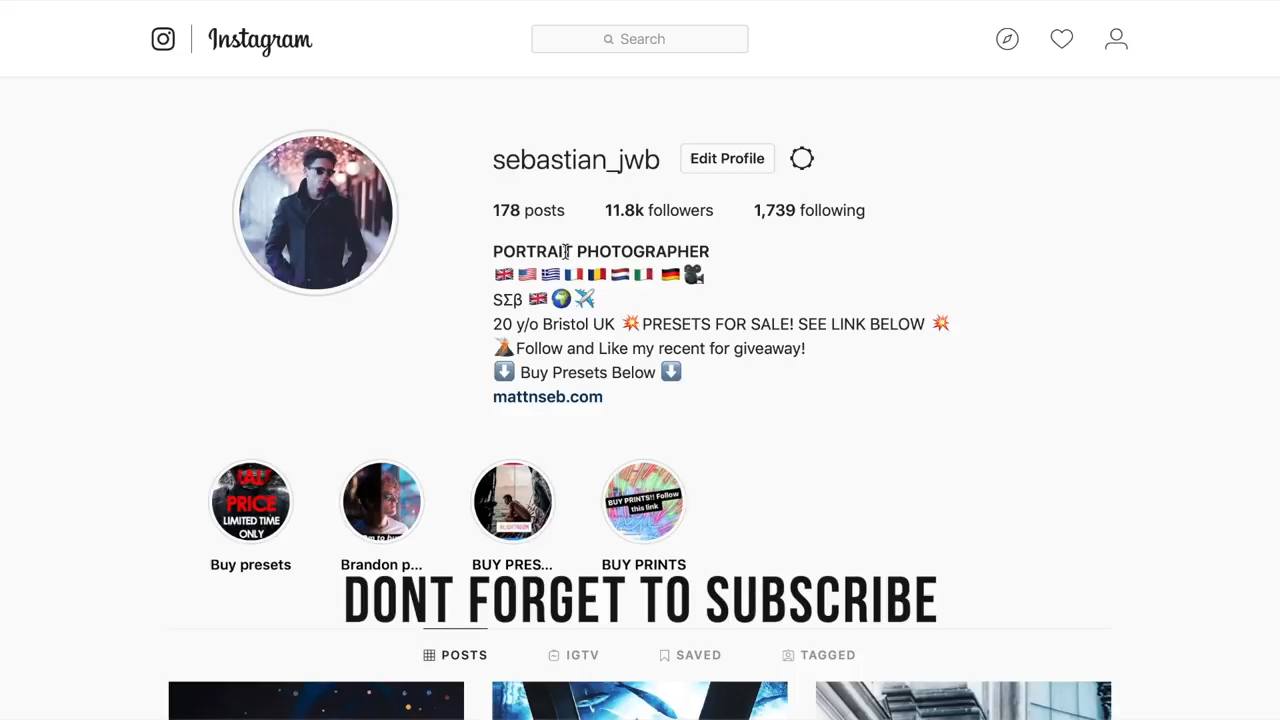 Instagram
Search
sebastian_jwb
Edit Profile
178 posts 11.8k followers 1,739 following
PORTRAIT PHOTOGRAPHER
🇬🇧 🇺🇸 🇬🇷 🇫🇷 🇧🇪 🇳🇱 🇮🇹 🇩🇪 🎥
SΣβ 🇬🇧 🌍 ✈️
20 y/o Bristol UK 💥PRESETS FOR SALE! SEE LINK BELOW 💥
🌋Follow and Like my recent for giveaway!
⬇️ Buy Presets Below ⬇️
mattnseb.com
PRICE
LIMITED TIME
ONLY
BUY PRINTS!! Follow
this link
Buy presets
Brandon p...
BUY PRES...
BUY PRINTS
DONT FORGET TO SUBSCRIBE
POSTS IGTV SAVED TAGGED